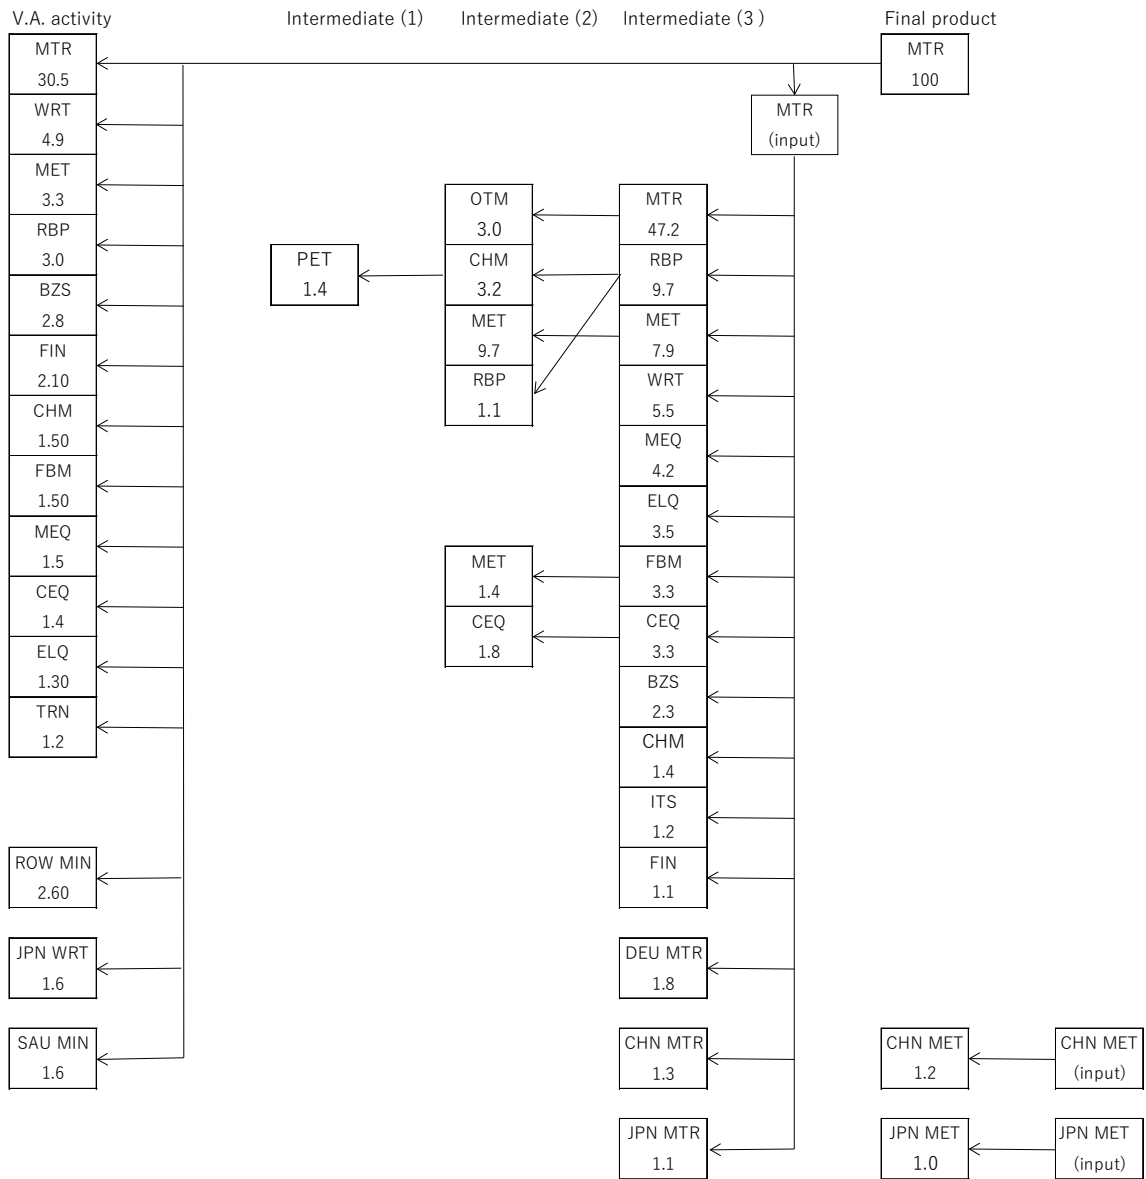 V.A. activity
Intermediate (1)
Intermediate (2)
Intermediate (3 )
Final product
MTR
30.5
MTR
100
WRT
4.9
MTR
(input)
MET
3.3
OTM
3.0
MTR
47.2
RBP
3.0
PET
1.4
CHM
3.2
RBP
9.7
BZS
2.8
MET
9.7
MET
7.9
FIN
2.10
RBP
1.1
WRT
5.5
CHM
1.50
MEQ
4.2
FBM
1.50
ELQ
3.5
MEQ
1.5
MET
1.4
FBM
3.3
CEQ
1.4
CEQ
1.8
CEQ
3.3
ELQ
1.30
BZS
2.3
TRN
1.2
CHM
1.4
ITS
1.2
ROW MIN
2.60
FIN
1.1
JPN WRT
1.6
DEU MTR
1.8
SAU MIN
1.6
CHN MTR
1.3
CHN MET
1.2
CHN MET
(input)
JPN MTR
1.1
JPN MET
1.0
JPN MET
(input)